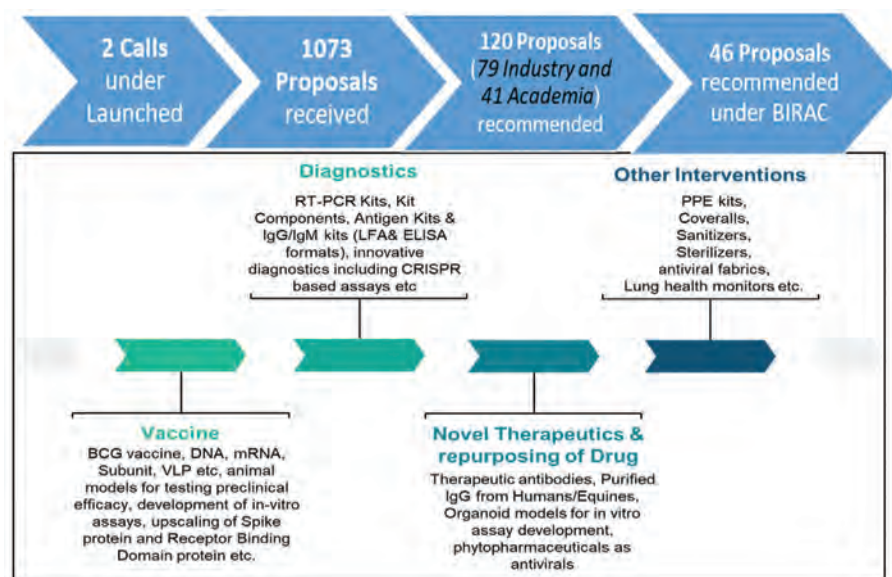 2 Calls
under
Launched
1073
Proposals
received
120 Proposals
(79 Industry and
41 Academia)
recommended
46 Proposals
recommended
under BIRAC
Diagnostics
RT-PCR Kits, Kit
Components, Antigen Kits &
IgG/IgM kits (LFA& ELISA
formats), innovative
diagnostics including CRISPR
based assays etc
Other Interventions
PPE kits,
Coveralls,
Sanitizers,
Sterilizers,
antiviral fabrics,
Lung health monitors etc.
Vaccine
BCG vaccine, DNA, mRNA,
Subunit, VLP etc, animal
models for testing preclinical
efficacy, development of in-vitro
assays, upscaling of Spike
protein and Receptor Binding
Domain protein etc.
Novel Therapeutics &
repurposing of Drug
Therapeutic antibodies, Purified
IgG from Humans/Equines,
Organoid models for in vitro
assay development,
phytopharmaceuticals as
antivirals